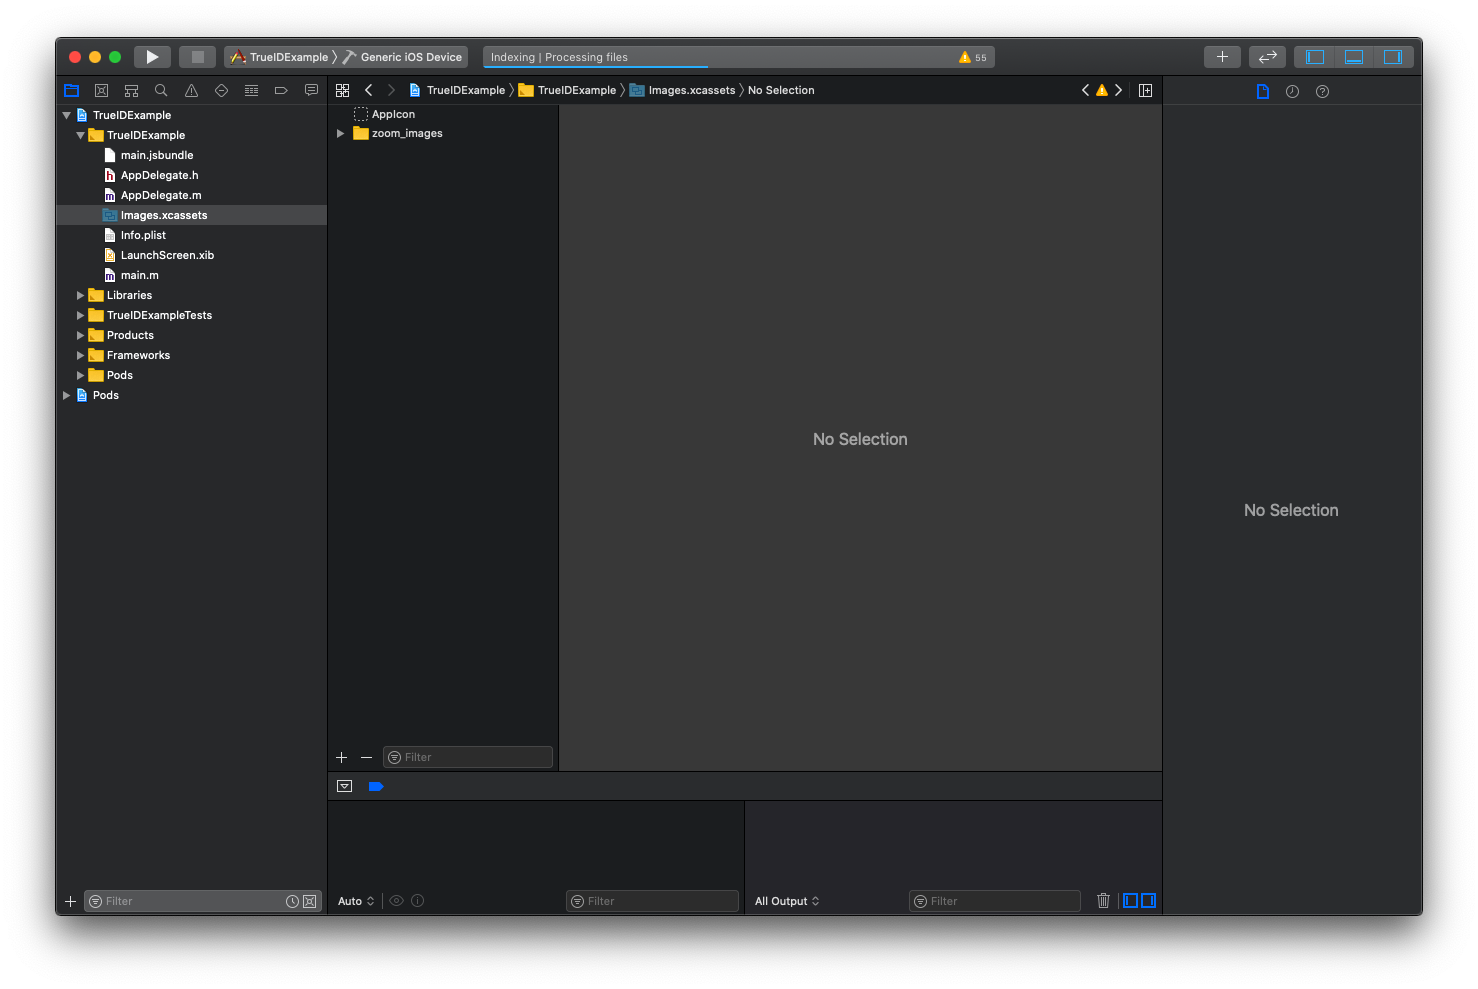 TrueIDExample
Generic iOS Device
Indexing | Processing files
55
TrueIDExample
TrueIDExample
Images.xcassets
No Selection
TrueIDExample
TrueIDExample
main.jsbundle
AppDelegate.h
AppDelegate.m
Images.xcassets
Info.plist
LaunchScreen.xib
main.m
Libraries
TrueIDExampleTests
Products
Frameworks
Pods
Pods
Filter
AppIcon
zoom_images
Filter
No Selection
Auto
Filter
All Output
Filter
No Selection